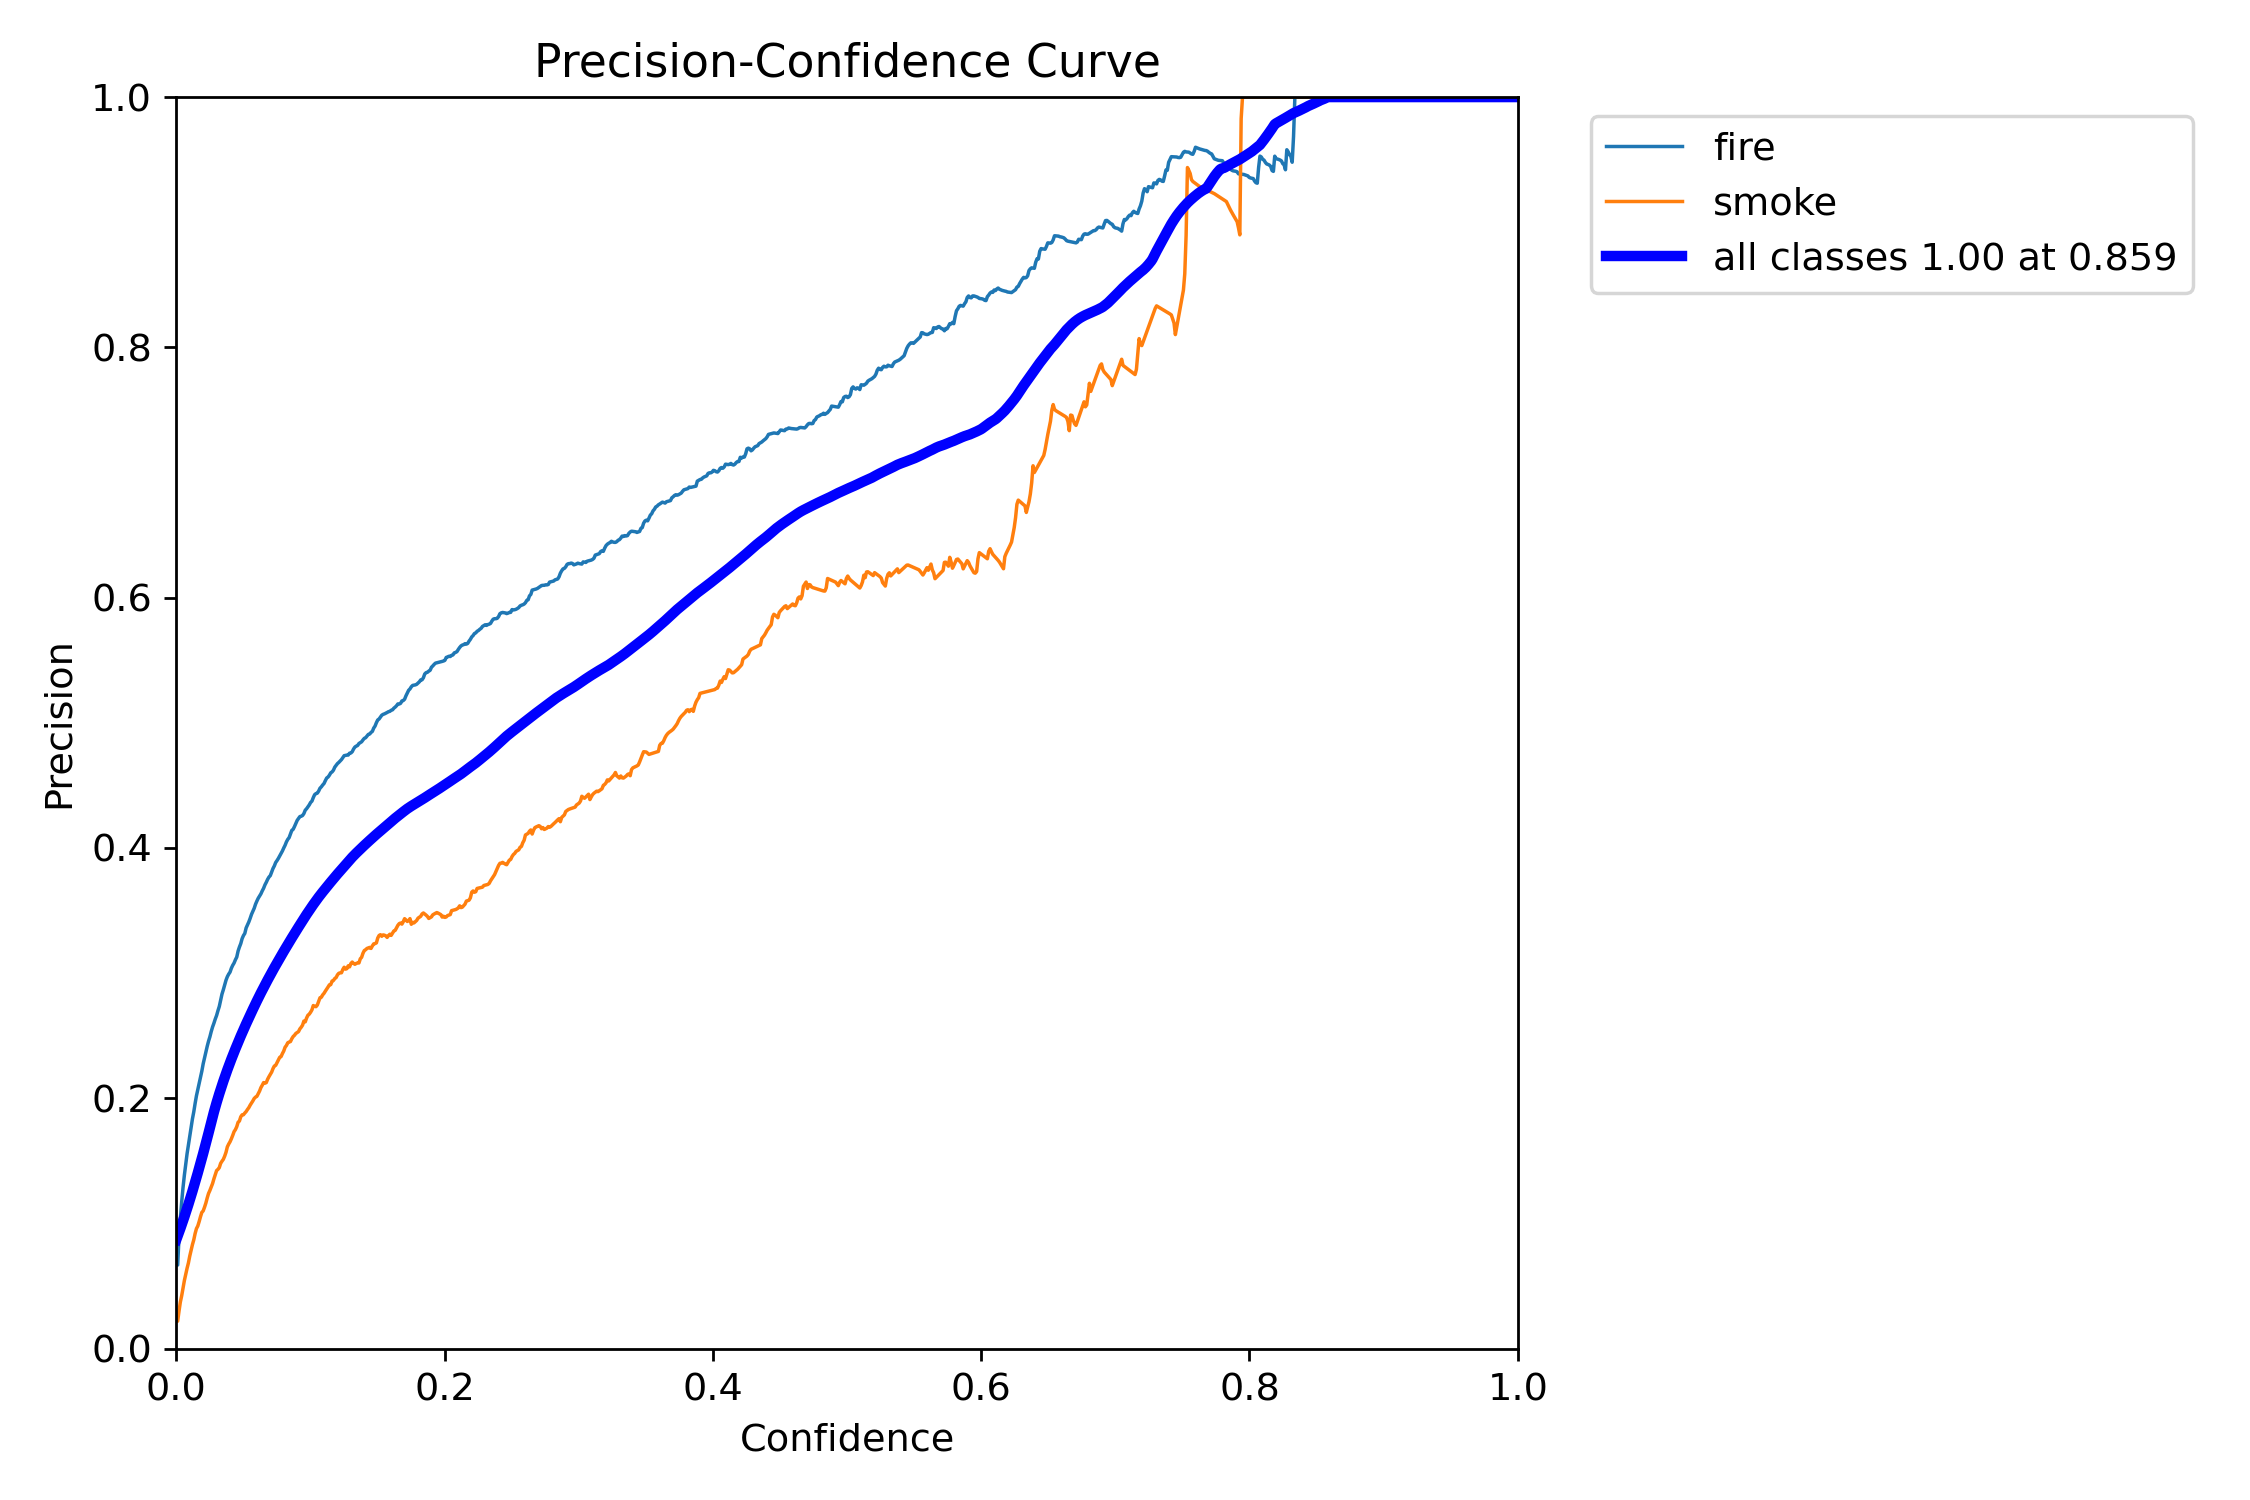 Precision-Confidence Curve
1.0
0.8
0.6
0.4
0.2
0.0
Precision
0.0 0.2 0.4 0.6 0.8 1.0
Confidence
fire
smoke
all classes 1.00 at 0.859